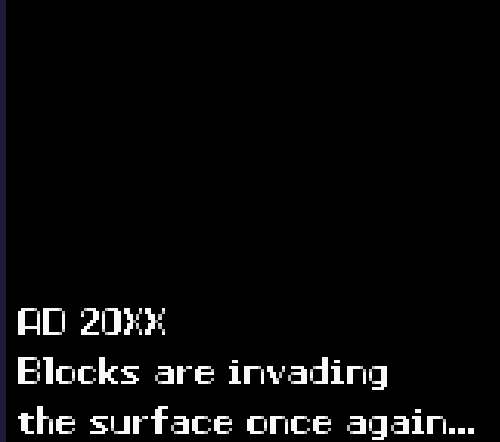 AD 20XX
Blocks are invading
the surface once again...